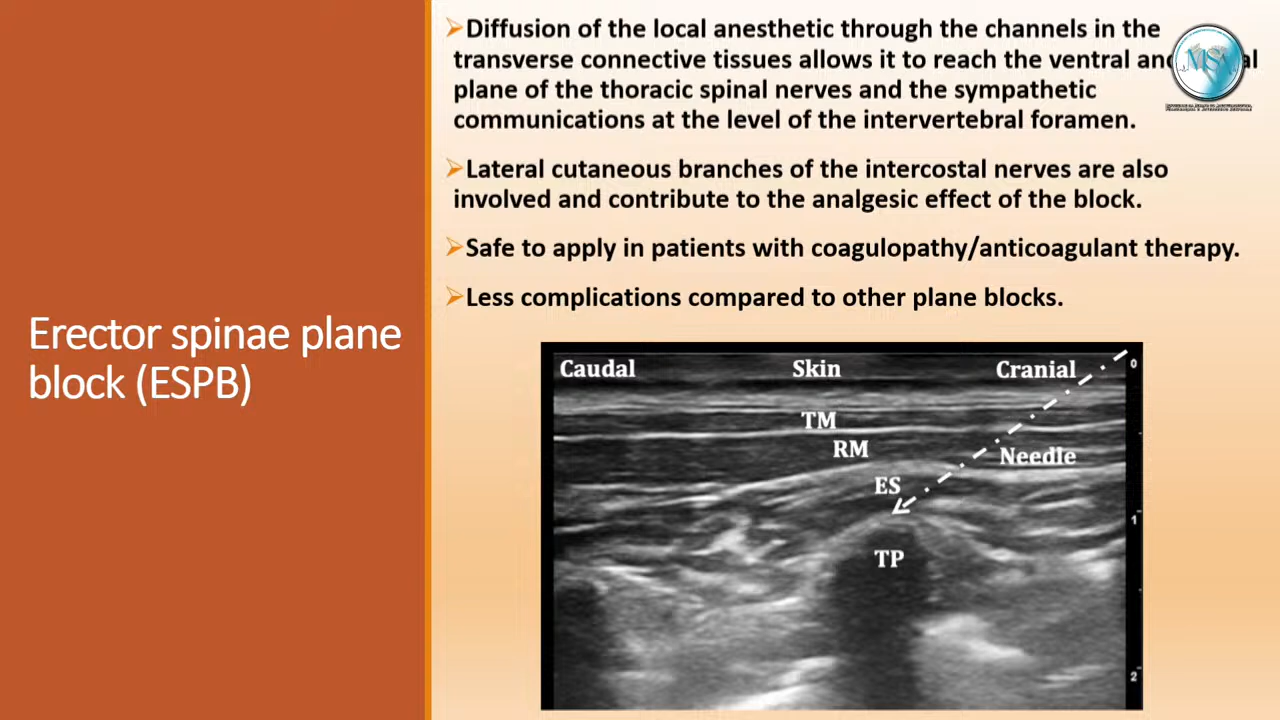 Erector spinae plane
block (ESPB)
➢Diffusion of the local anesthetic through the channels in the
transverse connective tissues allows it to reach the ventral and
plane of the thoracic spinal nerves and the sympathetic
communications at the level of the intervertebral foramen.
➢Lateral cutaneous branches of the intercostal nerves are also
involved and contribute to the analgesic effect of the block.
➢Safe to apply in patients with coagulopathy/anticoagulant therapy.
➢Less complications compared to other plane blocks.
Caudal Skin Cranial
TM
RM
Needle
ES
TP
0
1
2
MSA